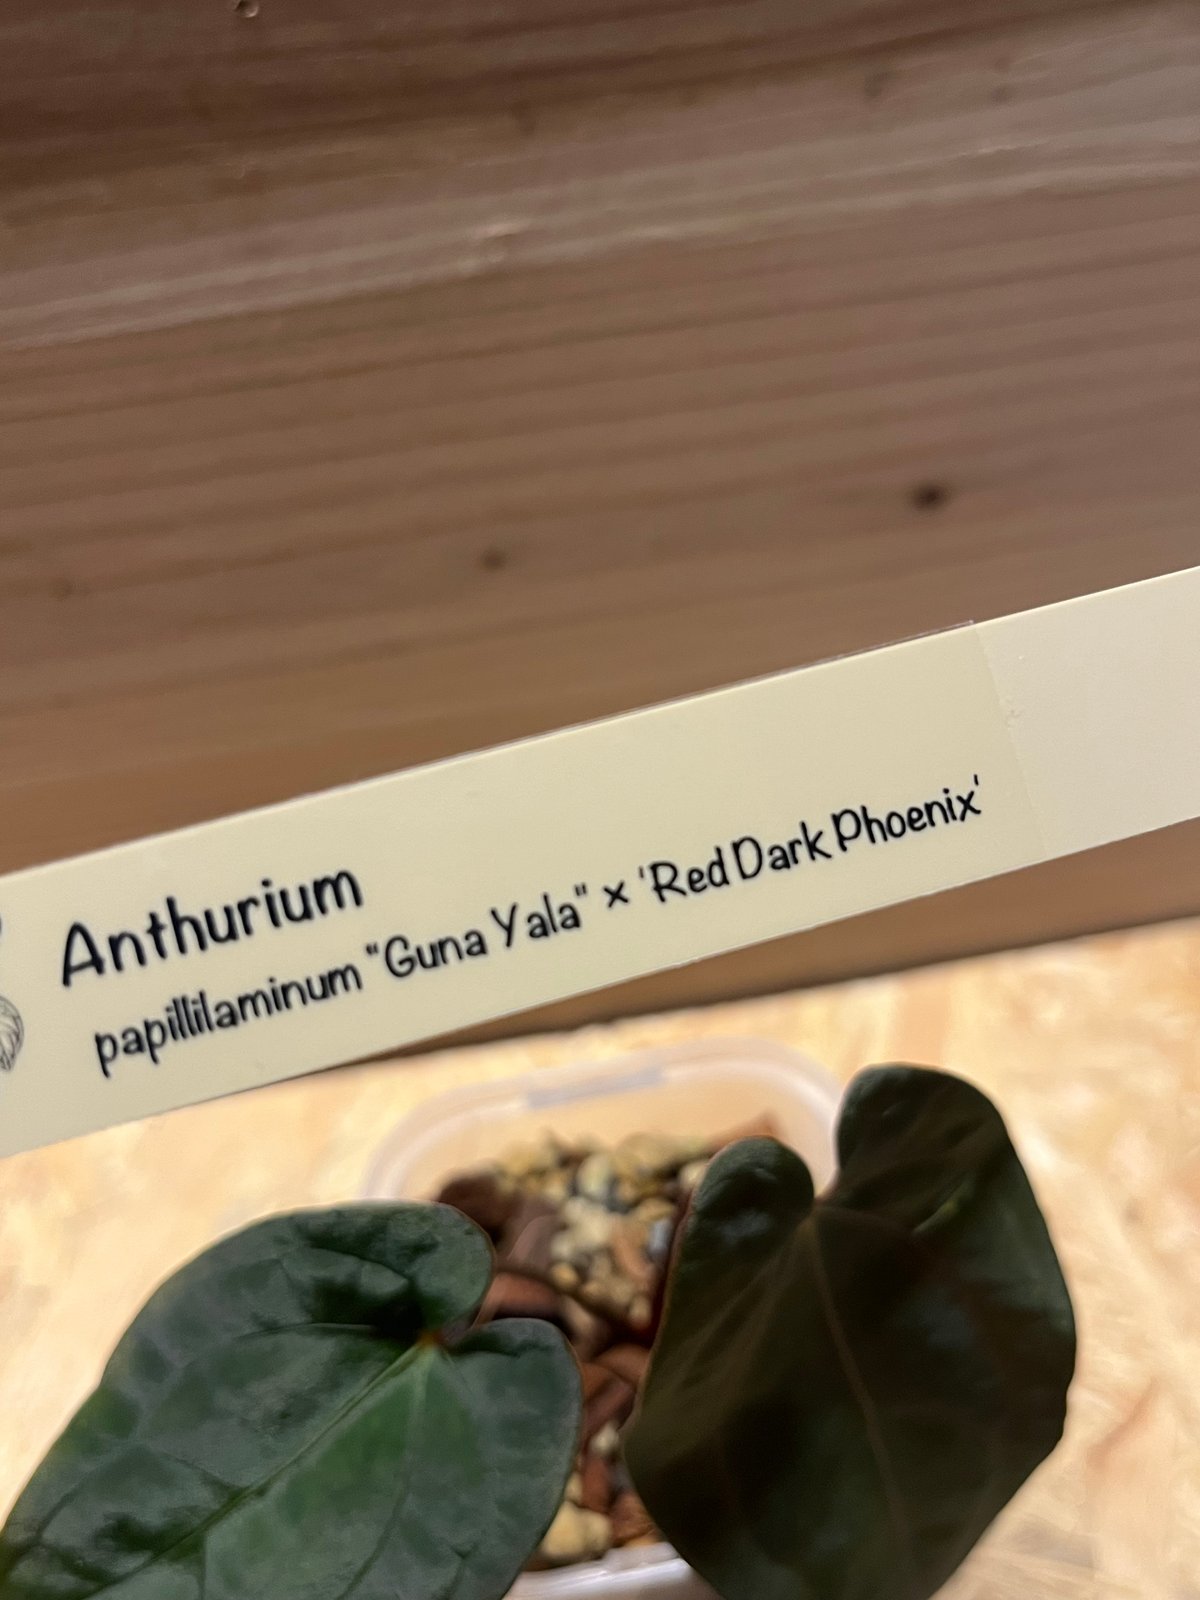 Anthurium
papillilaminum "Guna Yala" × 'Red Dark Phoenix'